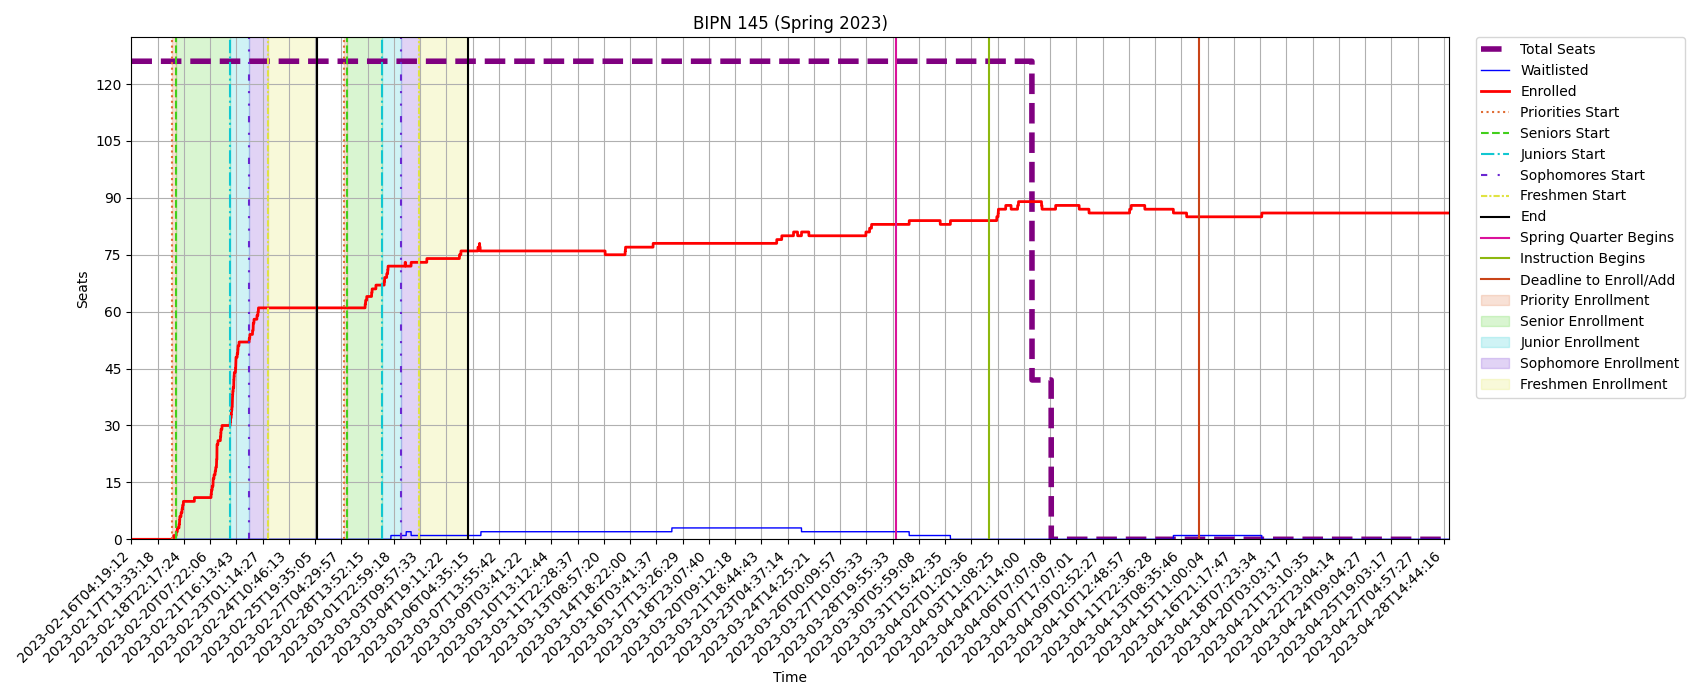 BIPN 145 (Spring 2023)
120
105
90
75
60
45
30
15
0
Seats
2023-02-16T04:19:12
2023-02-17T13:33:18
2023-02-18T22:17:24
2023-02-20T07:22:06
2023-02-21T16:13:43
2023-02-23T01:14:27
2023-02-24T10:46:13
2023-02-25T19:35:05
2023-02-27T04:29:57
2023-02-28T13:52:15
2023-03-01T22:59:18
2023-03-03T09:57:33
2023-03-04T19:11:22
2023-03-06T04:35:15
2023-03-07T13:55:42
2023-03-09T03:41:22
2023-03-10T13:12:44
2023-03-11T22:28:37
2023-03-13T08:57:20
2023-03-14T18:22:00
2023-03-16T03:41:37
2023-03-17T13:26:29
2023-03-18T23:07:40
2023-03-20T09:12:18
2023-03-21T18:44:43
2023-03-23T04:37:14
2023-03-24T14:25:21
2023-03-26T00:09:57
2023-03-27T10:05:33
2023-03-28T19:55:33
2023-03-30T05:59:08
2023-03-31T15:42:35
2023-04-02T01:20:36
2023-04-03T11:08:25
2023-04-04T21:14:00
2023-04-06T07:07:08
2023-04-07T17:07:01
2023-04-09T02:52:27
2023-04-10T12:48:57
2023-04-11T22:36:28
2023-04-13T08:35:46
2023-04-15T11:00:04
2023-04-16T21:17:47
2023-04-18T07:23:34
2023-04-20T03:03:17
2023-04-21T13:10:35
2023-04-22T23:04:14
2023-04-24T09:04:27
2023-04-25T19:03:17
2023-04-27T04:57:27
2023-04-28T14:44:16
Time
Total Seats
Waitlisted
Enrolled
Priorities Start
Seniors Start
Juniors Start
Sophomores Start
Freshmen Start
End
Spring Quarter Begins
Instruction Begins
Deadline to Enroll/Add
Priority Enrollment
Senior Enrollment
Junior Enrollment
Sophomore Enrollment
Freshmen Enrollment